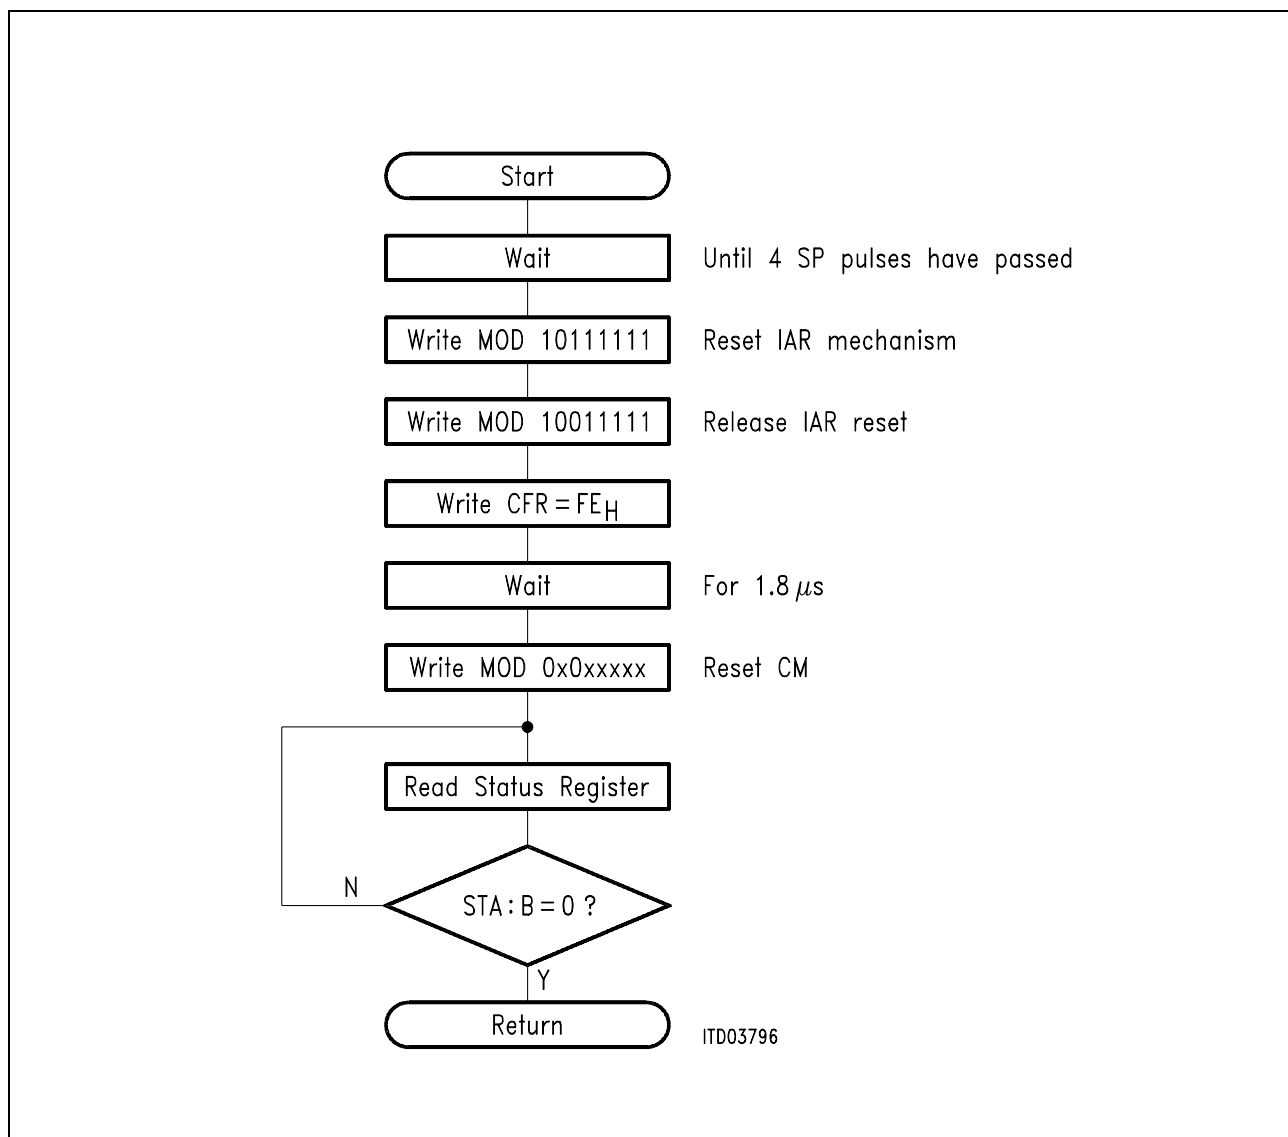 Start
Wait
Until 4 SP pulses have passed
Write MOD 10111111
Reset IAR mechanism
Write MOD 10011111
Release IAR reset
Write CFR = FEH
Wait
For 1.8 μs
Write MOD 0x0xxxxx
Reset CM
Read Status Register
N
STA : B = 0 ?
Y
Return
ITD03796